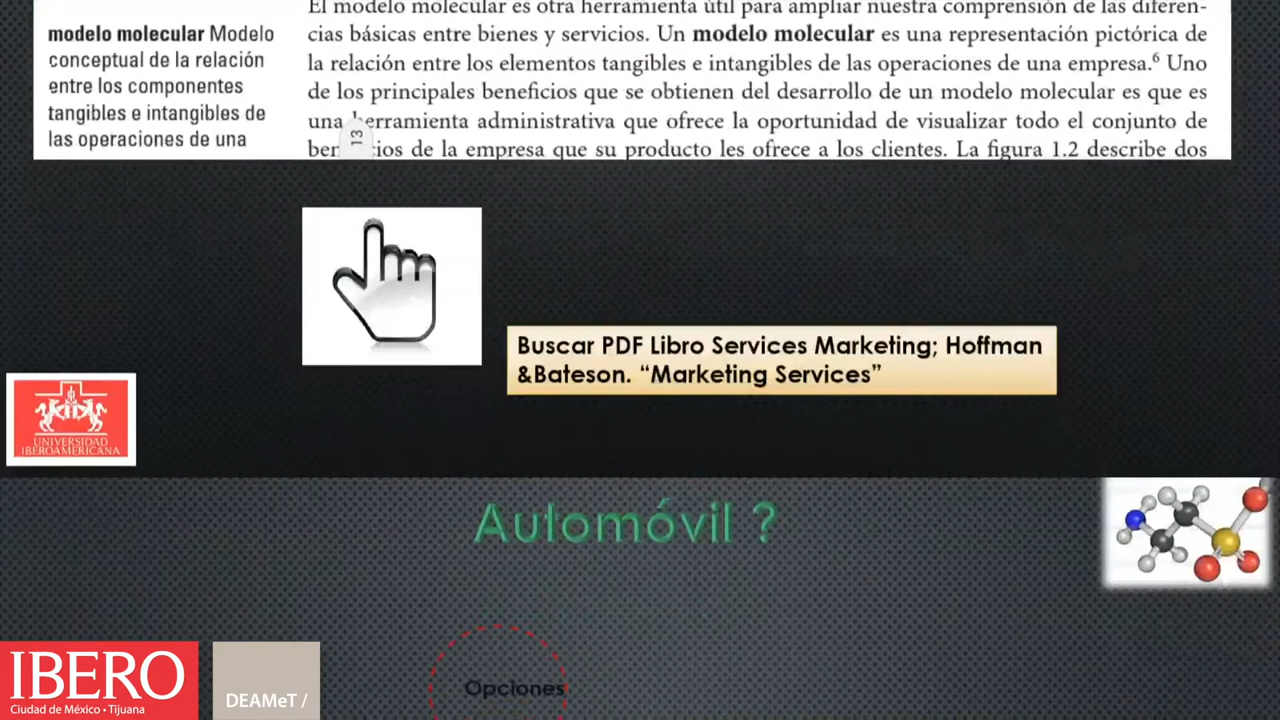 modelo molecular Modelo
conceptual de la relación
entre los componentes
tangibles e intangibles de
las operaciones de una
El modelo molecular es otra herramienta útil para ampliar nuestra comprensión de las diferen-
cias básicas entre bienes y servicios. Un modelo molecular es una representación pictórica de
la relación entre los elementos tangibles e intangibles de las operaciones de una empresa.⁶ Uno
de los principales beneficios que se obtienen del desarrollo de un modelo molecular es que es
una herramienta administrativa que ofrece la oportunidad de visualizar todo el conjunto de
beneficios de la empresa que su producto les ofrece a los clientes. La figura 1.2 describe dos
13
Buscar PDF Libro Services Marketing; Hoffman
&Bateson. “Marketing Services”
UNIVERSIDAD
IBEROAMERICANA
Automóvil ?
Opciones
IBERO
Ciudad de México • Tijuana
DEAMeT /